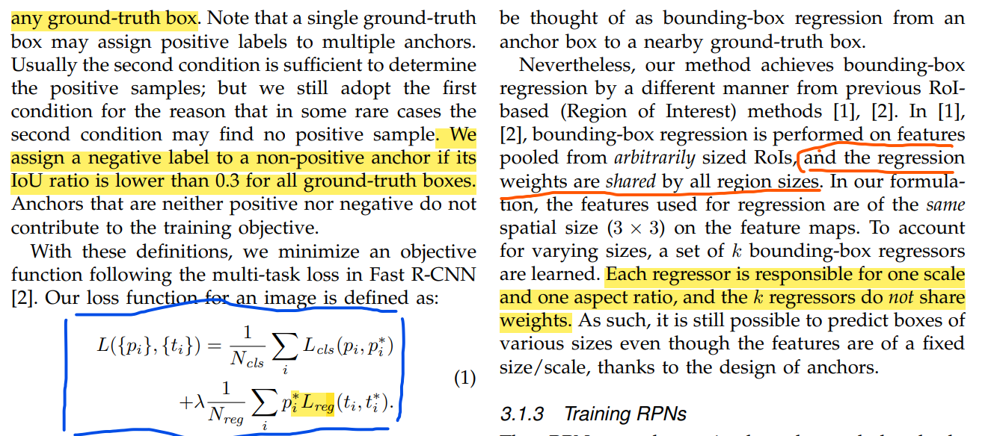 any ground-truth box. Note that a single ground-truth
box may assign positive labels to multiple anchors.
Usually the second condition is sufficient to determine
the positive samples; but we still adopt the first
condition for the reason that in some rare cases the
second condition may find no positive sample. We
assign a negative label to a non-positive anchor if its
IoU ratio is lower than 0.3 for all ground-truth boxes.
Anchors that are neither positive nor negative do not
contribute to the training objective.
With these definitions, we minimize an objective
function following the multi-task loss in Fast R-CNN
[2]. Our loss function for an image is defined as:
L({p_i}, {t_i}) = \frac{1}{N_{cls}} \sum_i L_{cls}(p_i, p_i^*)
+λ \frac{1}{N_{reg}} \sum_i p_i^* L_{reg}(t_i, t_i^*).
(1)
be thought of as bounding-box regression from an
anchor box to a nearby ground-truth box.
Nevertheless, our method achieves bounding-box
regression by a different manner from previous RoI-
based (Region of Interest) methods [1], [2]. In [1],
[2], bounding-box regression is performed on features
pooled from arbitrarily sized RoIs, and the regression
weights are shared by all region sizes. In our formula-
tion, the features used for regression are of the same
spatial size (3 × 3) on the feature maps. To account
for varying sizes, a set of k bounding-box regressors
are learned. Each regressor is responsible for one scale
and one aspect ratio, and the k regressors do not share
weights. As such, it is still possible to predict boxes of
various sizes even though the features are of a fixed
size/scale, thanks to the design of anchors.
3.1.3 Training RPNs